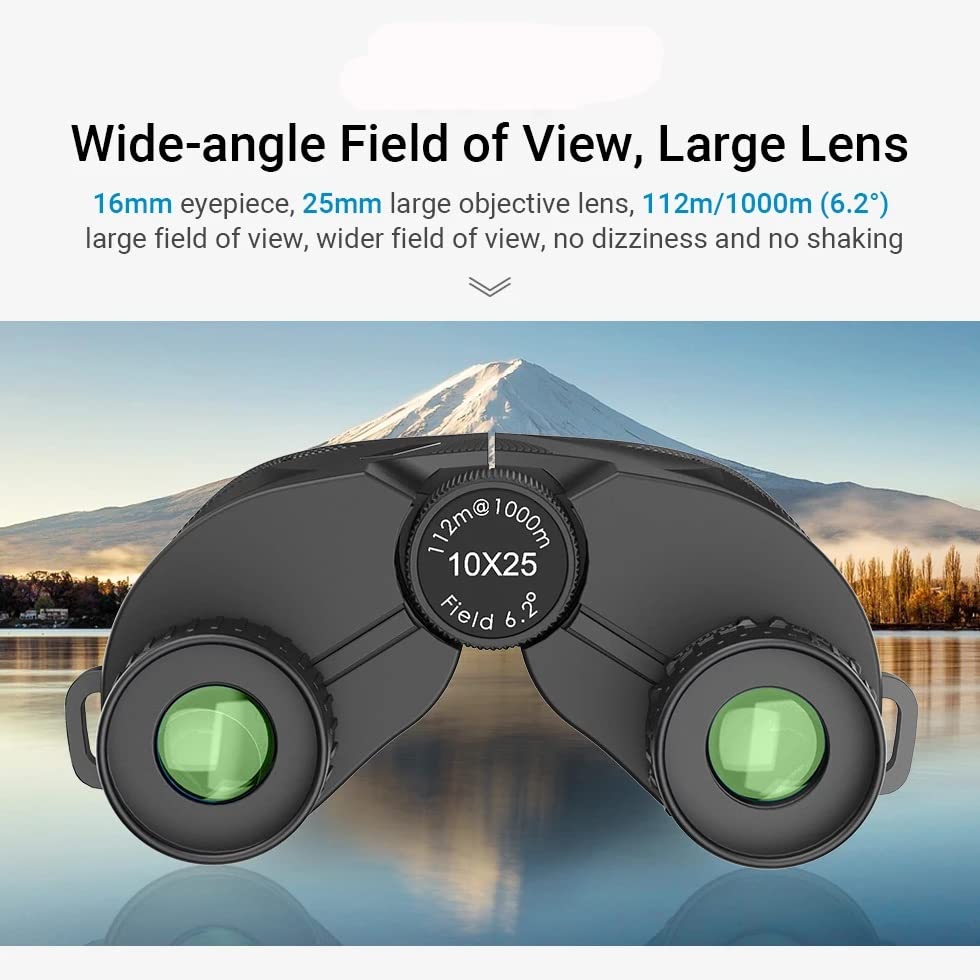 Wide-angle Field of View, Large Lens
16mm eyepiece, 25mm large objective lens, 112m/1000m (6.2°)
large field of view, wider field of view, no dizziness and no shaking
112m@1000m
10X25
Field 6.2°